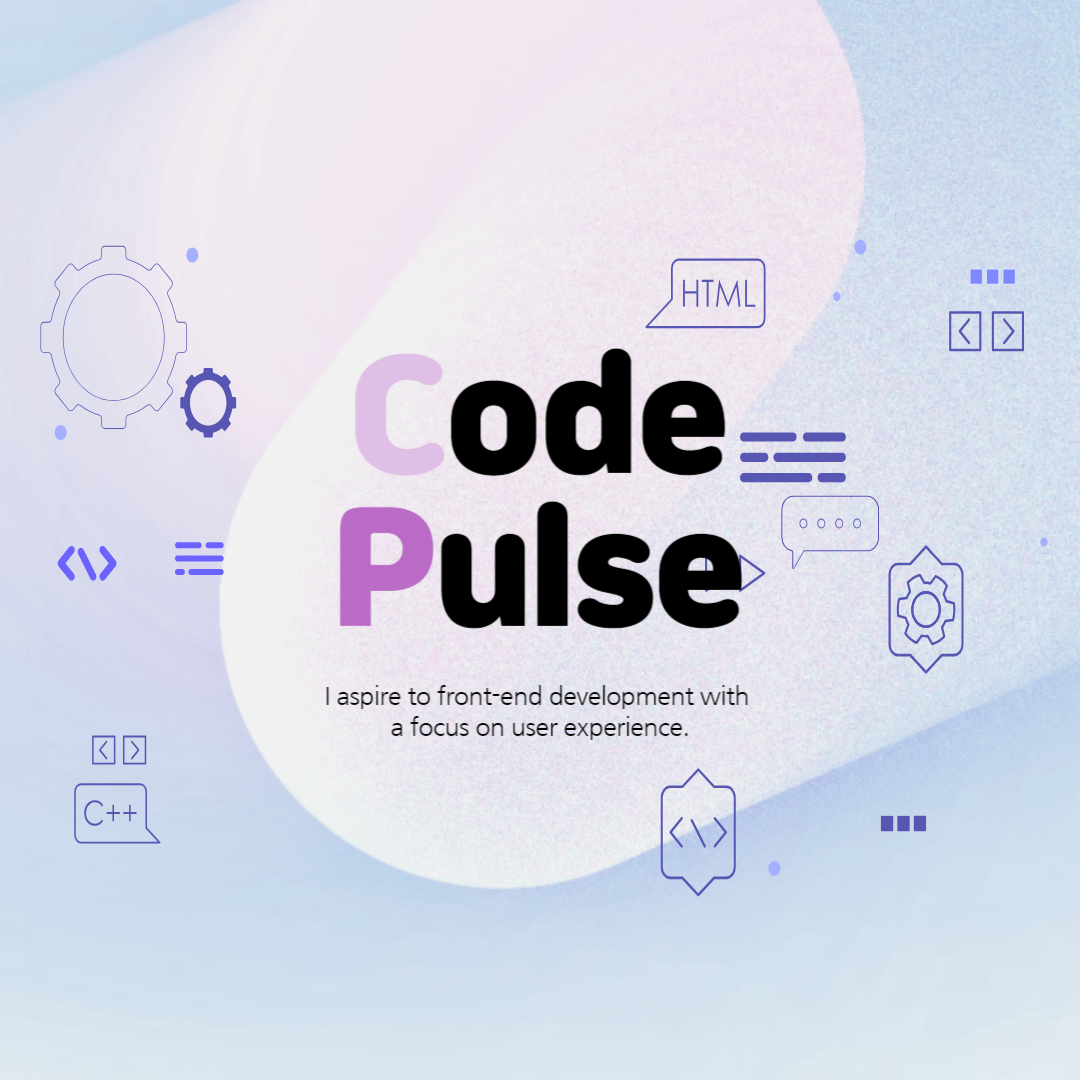 HTML
Code
Pulse
I aspire to front-end development with
a focus on user experience.
C++